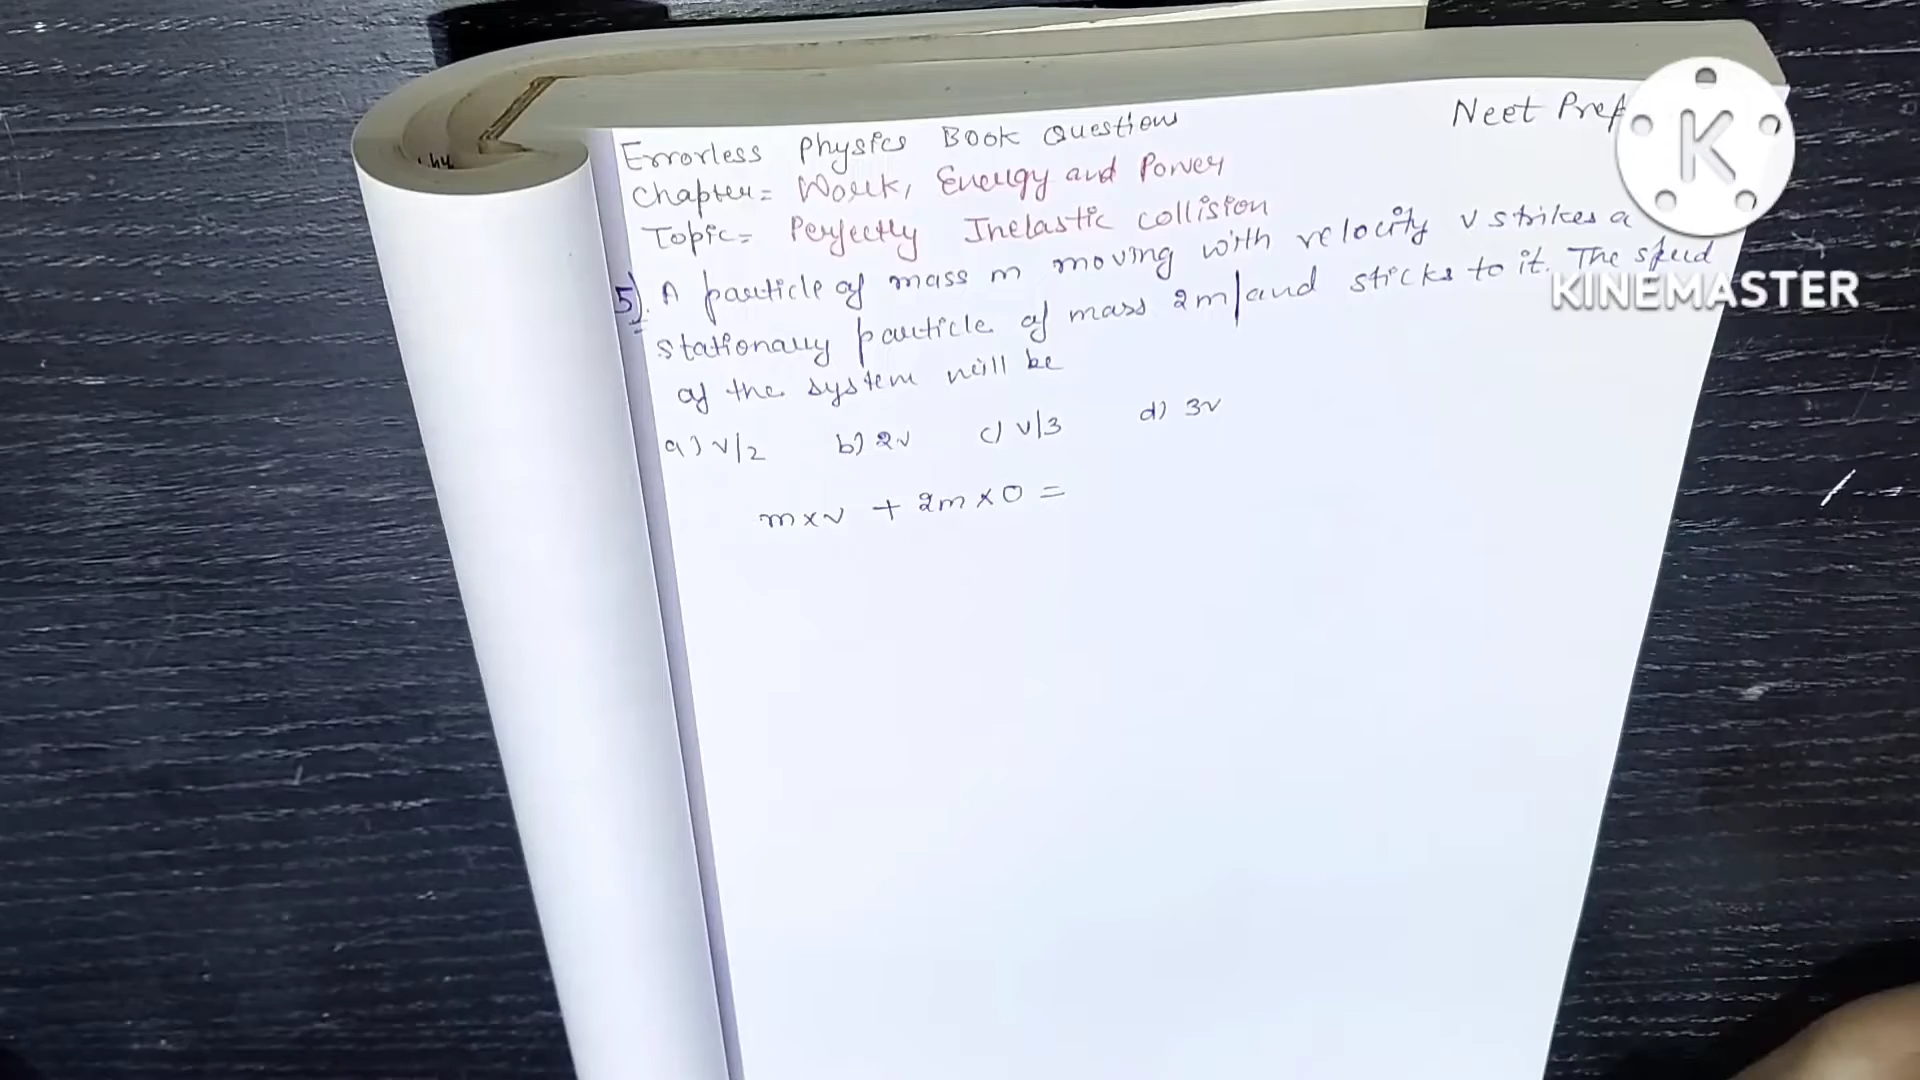 Neet Pref
Errorless Physics Book Question
Chapter= Work, Energy and Power
Topic= Perfectly Inelastic collision
5). A particle of mass m moving with velocity v strikes a
stationary particle of mass 2m and sticks to it. The speed
of the system will be
a) v/2 b) 2v c) v/3 d) 3v
m×v + 2m×0 =
K
KINEMASTER